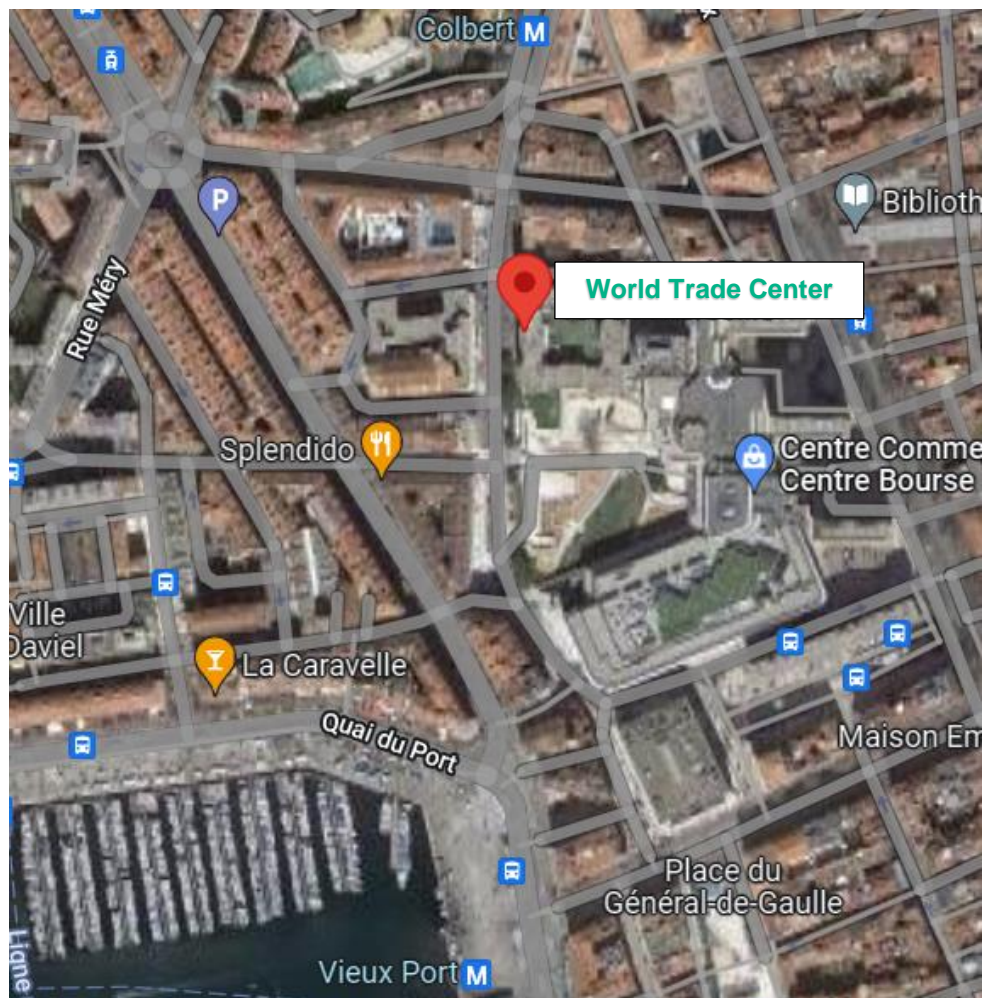 Colbert M
P
Biblioth
World Trade Center
Rue Méry
Splendido
Centre Comme
Centre Bourse
Ville
Daviel
La Caravelle
Quai du Port
Maison Em
Place du
Général-de-Gaulle
Ligne
Vieux Port M